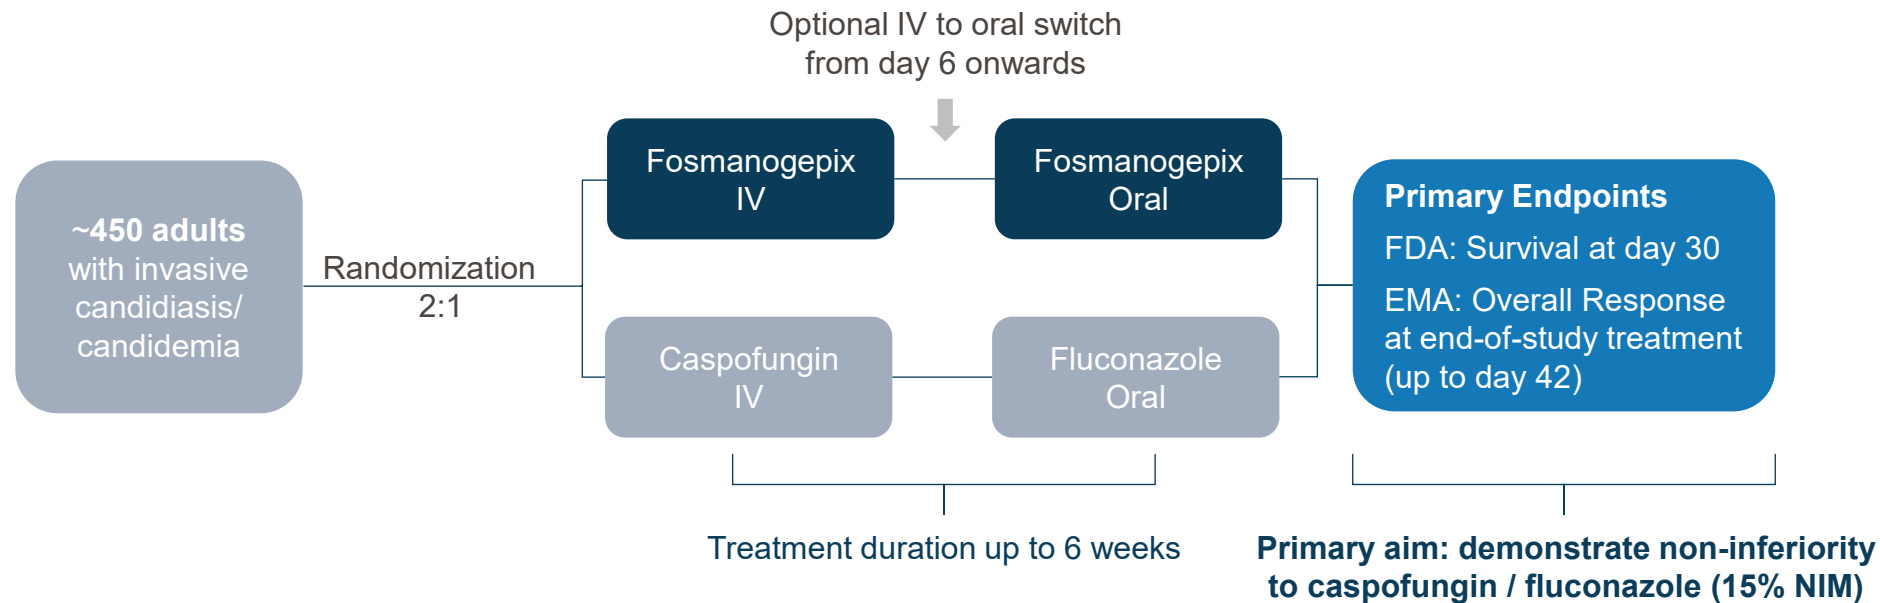 Optional IV to oral switch
from day 6 onwards
~450 adults
with invasive
candidiasis/
candidemia
Randomization
2:1
Fosmanogepix
IV
Fosmanogepix
Oral
Caspofungin
IV
Fluconazole
Oral
Primary Endpoints
FDA: Survival at day 30
EMA: Overall Response
at end-of-study treatment
(up to day 42)
Treatment duration up to 6 weeks
Primary aim: demonstrate non-inferiority
to caspofungin / fluconazole (15% NIM)